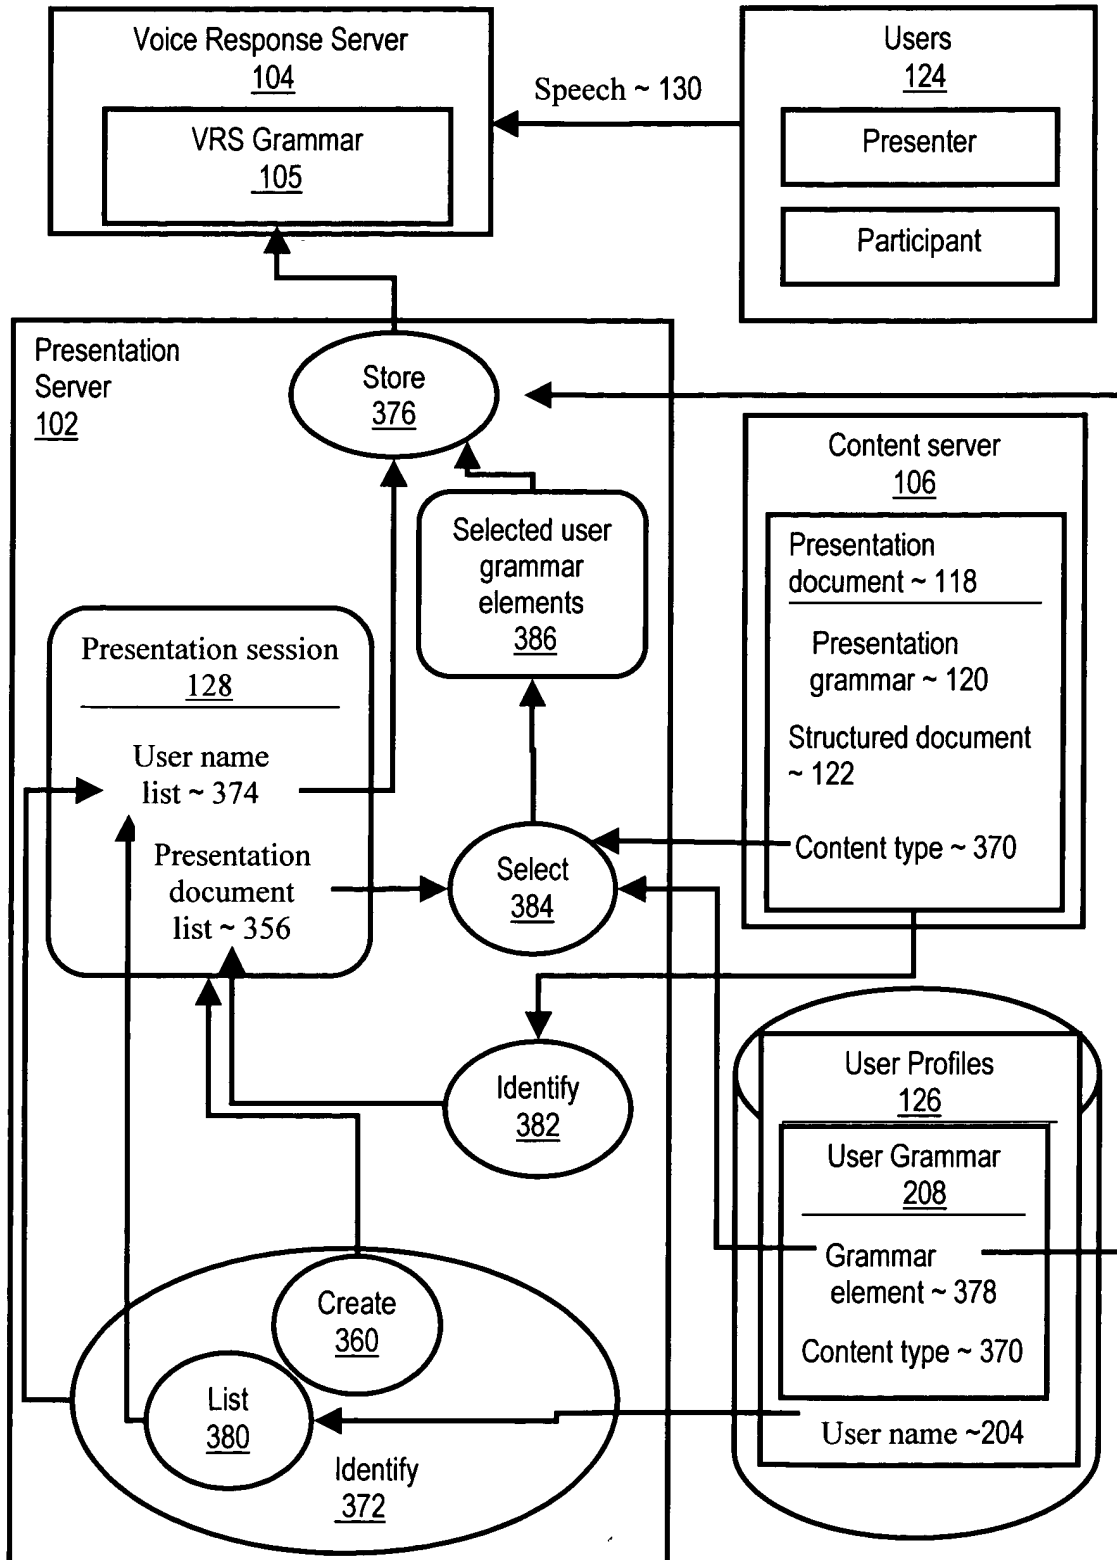 Voice Response Server
104
VRS Grammar
105
Speech ~ 130
Users
124
Presenter
Participant
Presentation
Server
102
Store
376
Selected user
grammar
elements
386
Content server
106
Presentation
document ~ 118
Presentation
grammar ~ 120
Structured document
~ 122
Content type ~ 370
Presentation session
128
User name
list ~ 374
Presentation
document
list ~ 356
Select
384
Identify
382
User Profiles
126
User Grammar
208
Grammar
element ~ 378
Content type ~ 370
User name ~204
Create
360
List
380
Identify
372